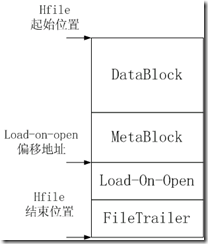 Hfile
起始位置
DataBlock
MetaBlock
Load-on-open
偏移地址
Load-On-Open
Hfile
结束位置
FileTrailer